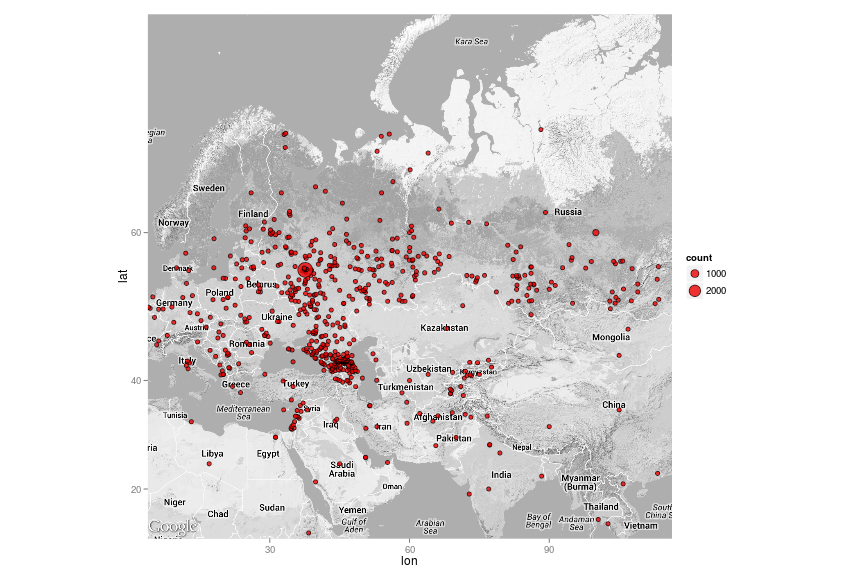 Kara Sea
egian
a
Sweden
Finland
Norway
Russia
60
Denmark
Belarus
Poland
Germany
Ukraine
Austria
Kazakhstan
ce
Romania
Mongolia
Italy
Uzbekistan
Kyrgyzstan
40
Greece
Turkey
Turkmenistan
China
Mediterranean
Sea
Syria
Tunisia
Afghanistan
Iraq
Iran
Pakistan
ria
Libya
Egypt
Nepal
Saudi
Arabia
India
Myanmar
(Burma)
20
Oman
Niger
Chad
Sudan
Yemen
Thailand
South
China S
Gulf of
Aden
Arabian
Sea
Bay of
Bengal
Andaman
Sea
Vietnam
Google
30
60
90
lon
lat
count
1000
2000